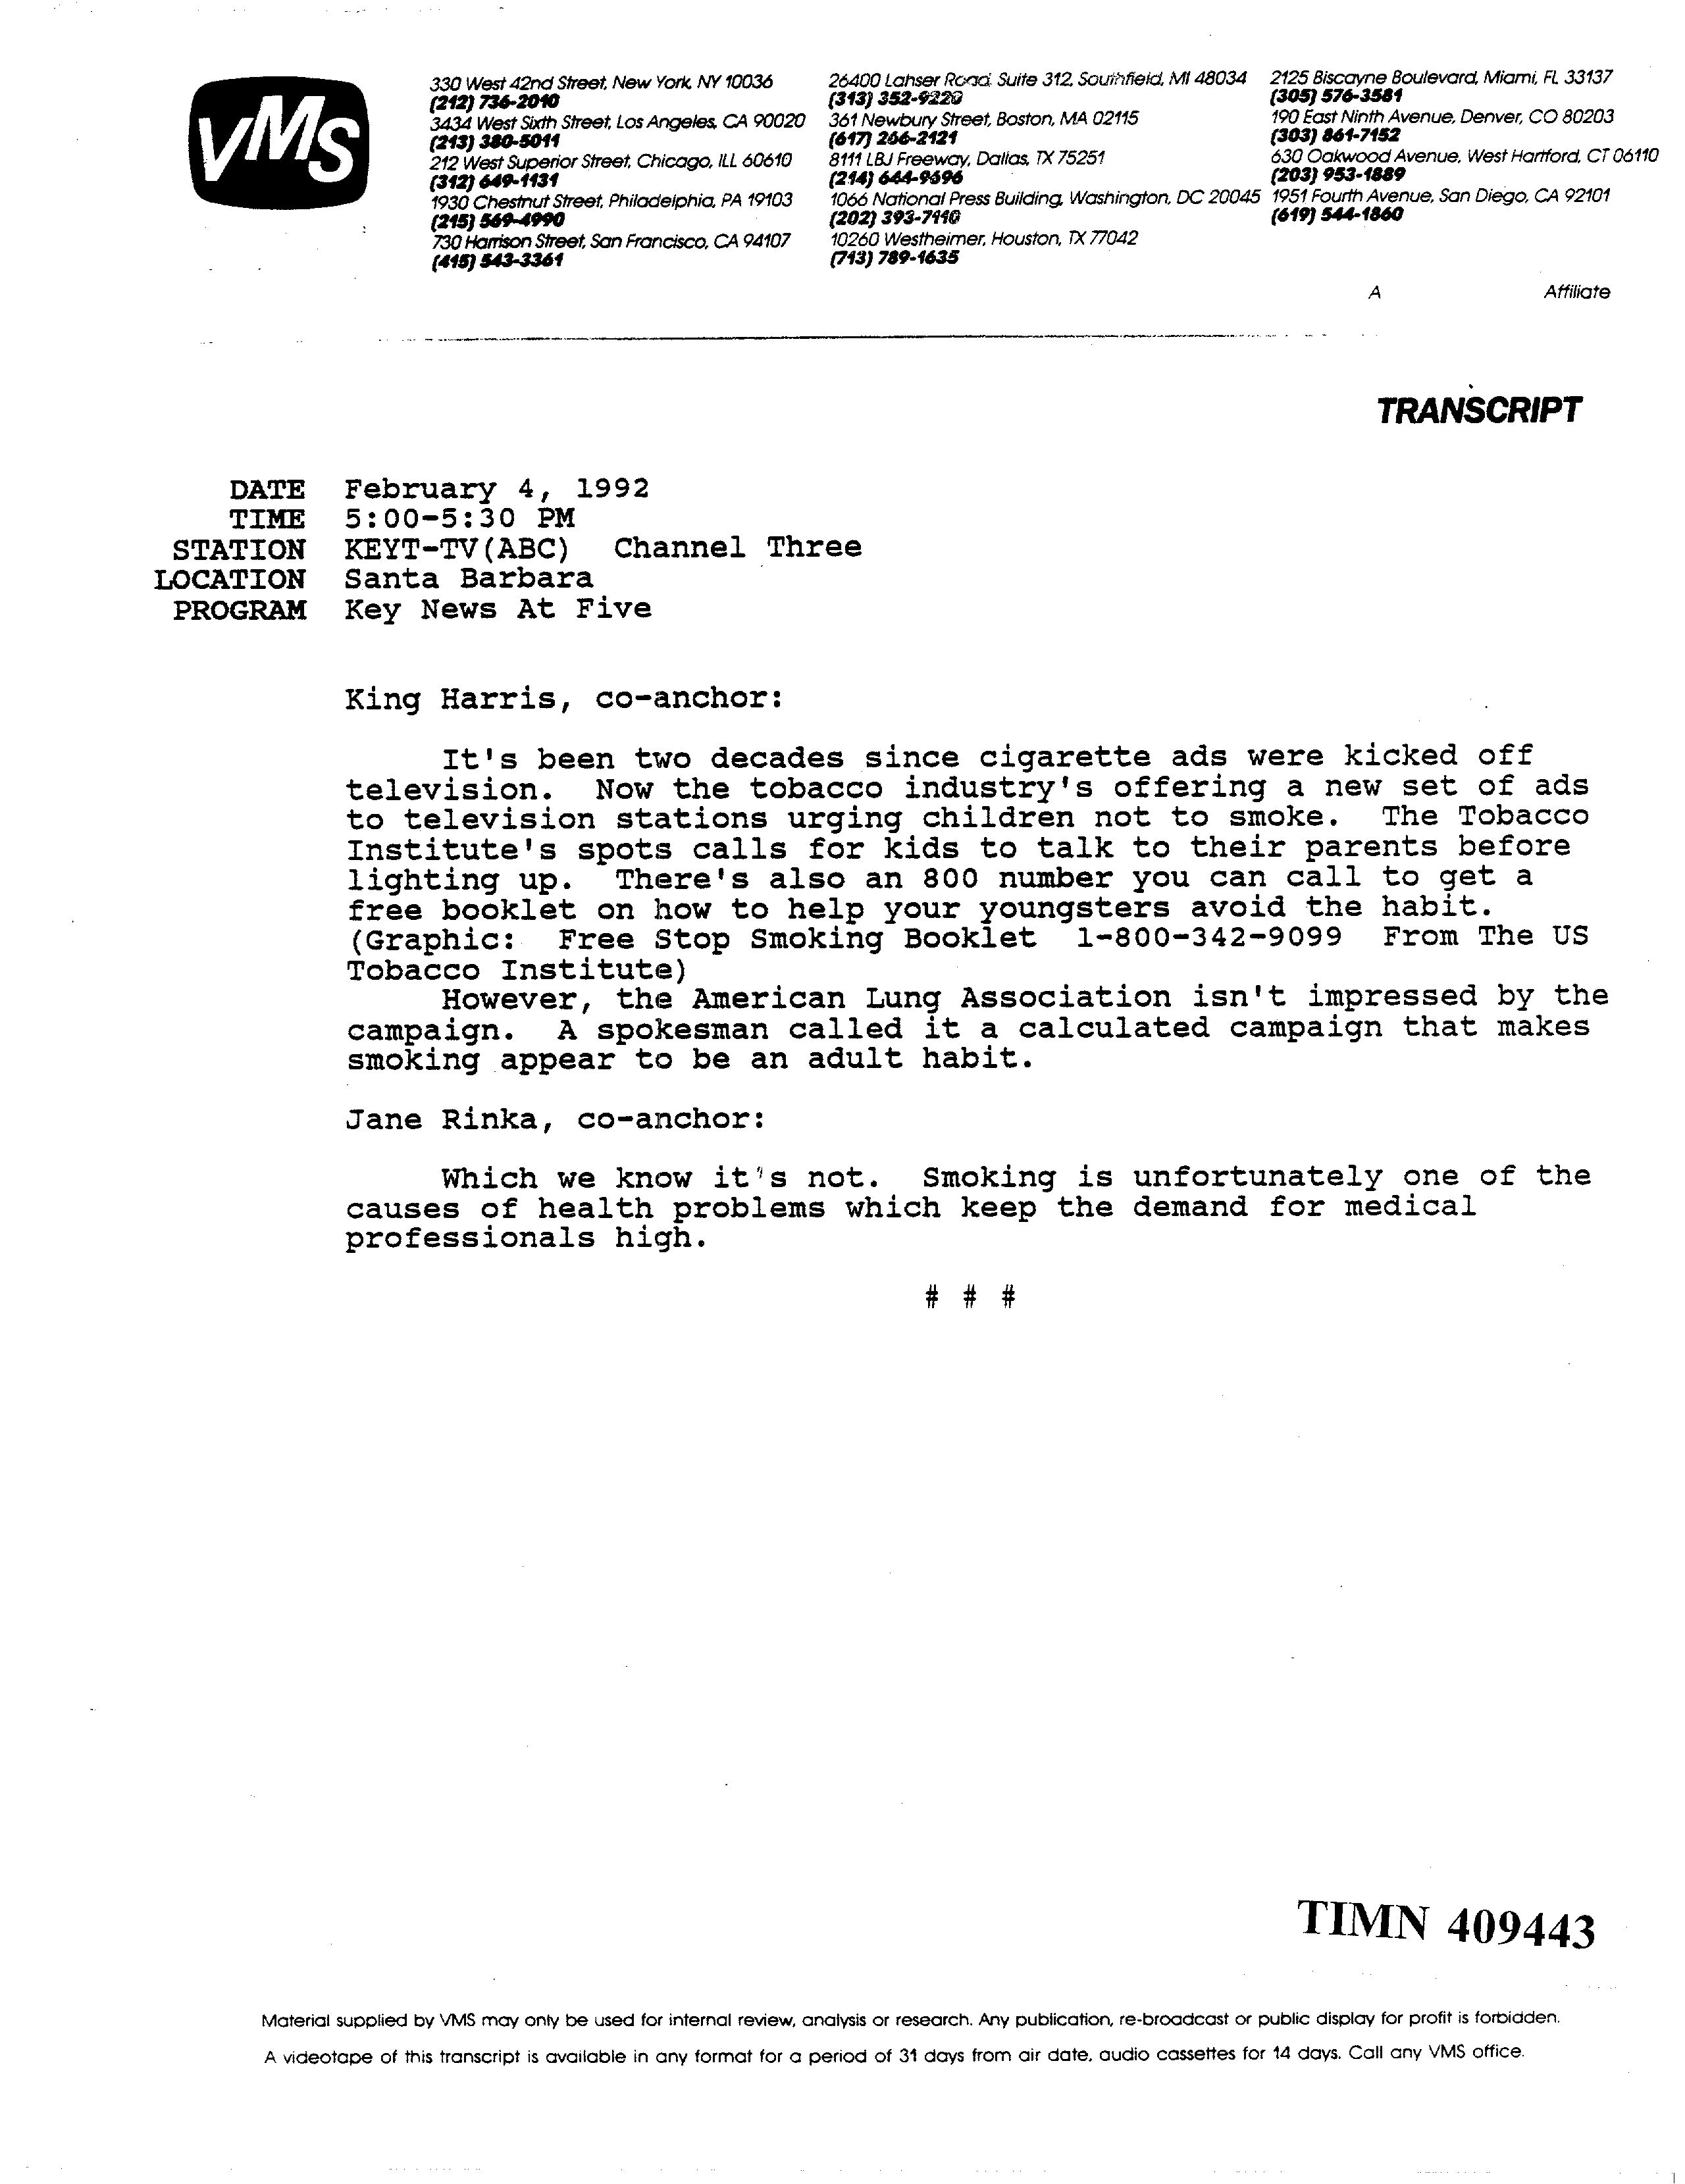 VMS
330 West 42nd Street, New York, NY 10036
(212) 736-2010
3434 West Sixth Street, Los Angeles, CA 90020
(213) 380-5011
212 West Superior Street, Chicago, ILL 60610
(312) 649-1131
1930 Chestnut Street, Philadelphia, PA 19103
(215) 569-4990
730 Harrison Street, San Francisco, CA 94107
(415) 543-3361
26400 Lahser Road, Suite 312, Southfield, MI 48034
(313) 352-9220
361 Newbury Street, Boston, MA 02115
(617) 266-2121
8111 LBJ Freeway, Dallas, TX 75251
(214) 644-9696
1066 National Press Building, Washington, DC 20045
(202) 393-7110
10260 Westheimer, Houston, TX 77042
(713) 789-1635
2125 Biscayne Boulevard, Miami, FL 33137
(305) 576-3581
190 East Ninth Avenue, Denver, CO 80203
(303) 861-7152
630 Oakwood Avenue, West Hartford, CT 06110
(203) 953-1889
1951 Fourth Avenue, San Diego, CA 92101
(619) 544-1860
A Affiliate
TRANSCRIPT
DATE February 4, 1992
TIME 5:00-5:30 PM
STATION KEYT-TV(ABC) Channel Three
LOCATION Santa Barbara
PROGRAM Key News At Five
King Harris, co-anchor:
It's been two decades since cigarette ads were kicked off
television. Now the tobacco industry's offering a new set of ads
to television stations urging children not to smoke. The Tobacco
Institute's spots calls for kids to talk to their parents before
lighting up. There's also an 800 number you can call to get a
free booklet on how to help your youngsters avoid the habit.
(Graphic: Free Stop Smoking Booklet 1-800-342-9099 From The US
Tobacco Institute)
However, the American Lung Association isn't impressed by the
campaign. A spokesman called it a calculated campaign that makes
smoking appear to be an adult habit.
Jane Rinka, co-anchor:
Which we know it's not. Smoking is unfortunately one of the
causes of health problems which keep the demand for medical
professionals high.
# # #
TIMN 409443
Material supplied by VMS may only be used for internal review, analysis or research. Any publication, re-broadcast or public display for profit is forbidden.
A videotape of this transcript is available in any format for a period of 31 days from air date, audio cassettes for 14 days. Call any VMS office.